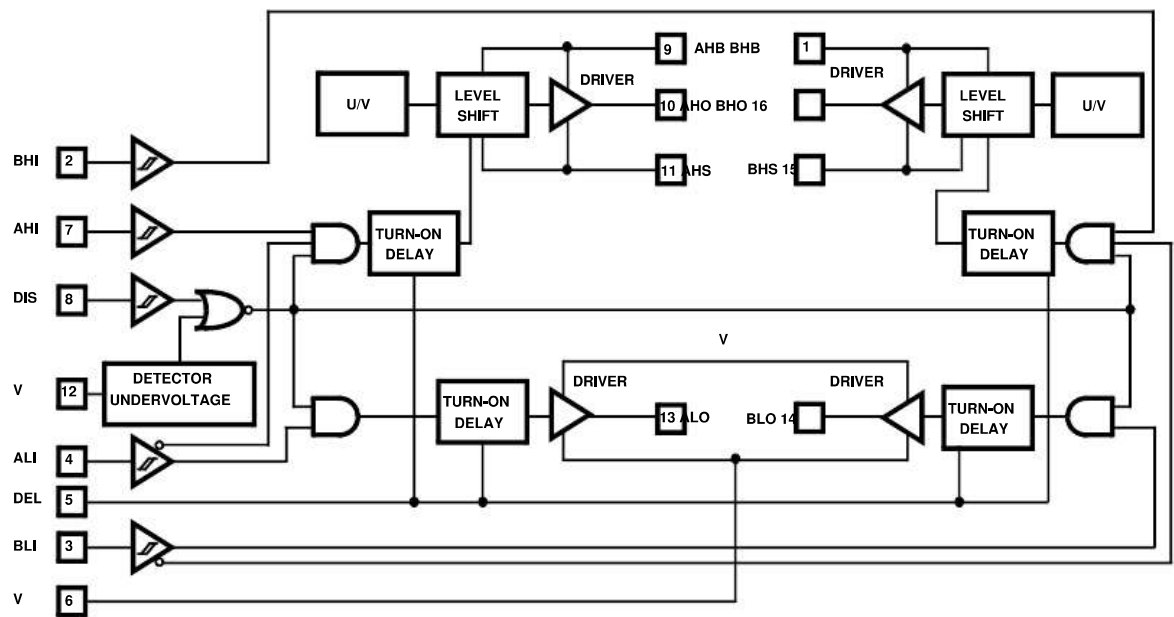 9 AHB BHB 1
DRIVER DRIVER
U/V LEVEL SHIFT 10 AHO BHO 16 LEVEL SHIFT U/V
BHI 2
11 AHS BHS 15
AHI 7
TURN-ON DELAY TURN-ON DELAY
DIS 8
V
V 12 DETECTOR UNDERVOLTAGE
DRIVER DRIVER
TURN-ON DELAY 13 ALO BLO 14 TURN-ON DELAY
ALI 4
DEL 5
BLI 3
V 6